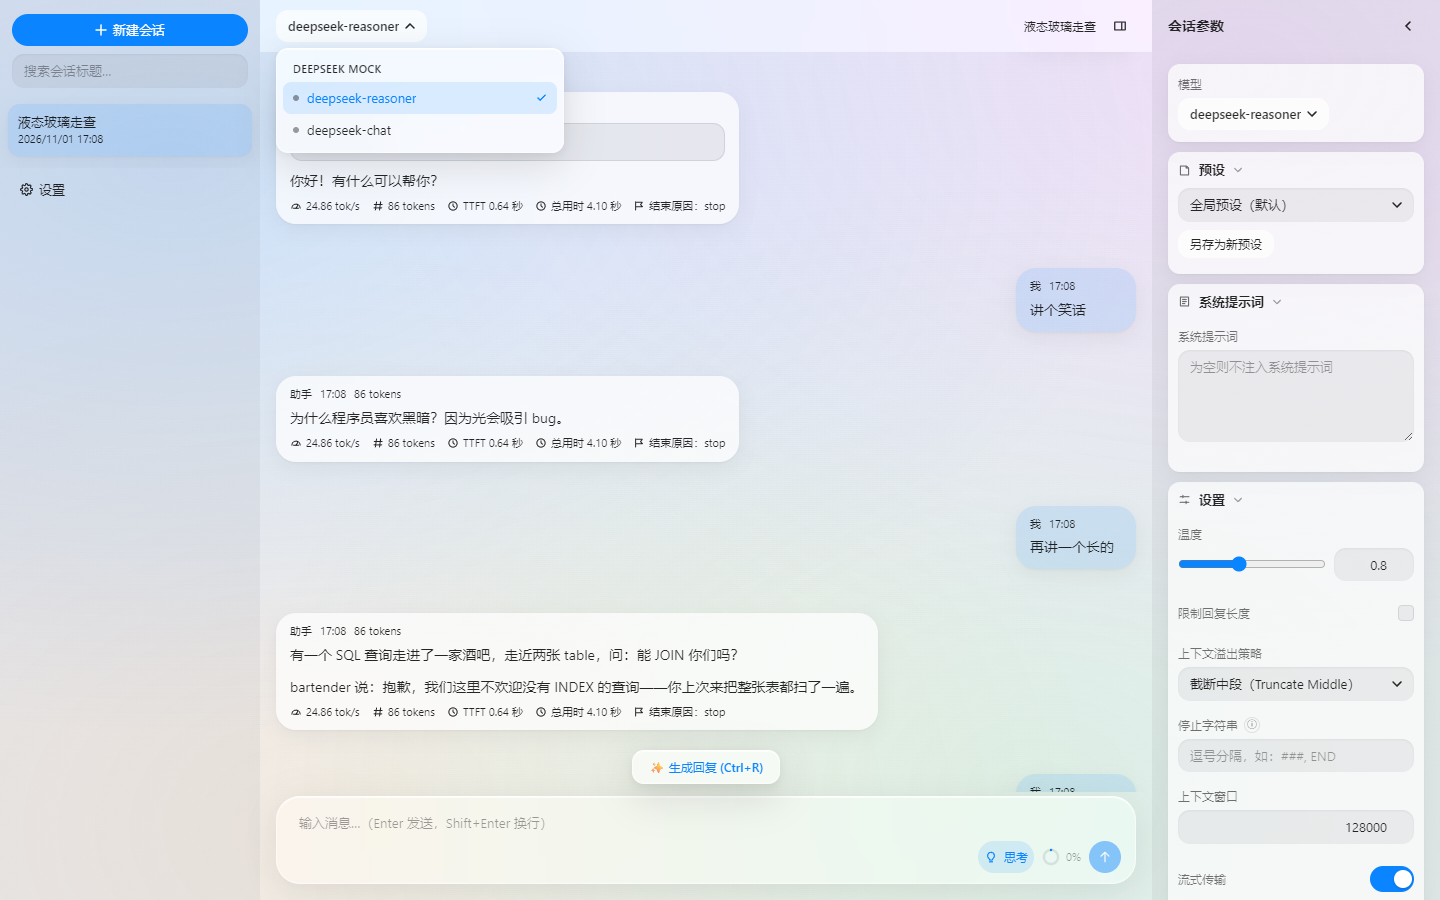 新建会话
搜索会话标题...
液态玻璃走查
2026/11/01 17:08
设置
deepseek-reasoner
液态玻璃走查
DEEPSEEK MOCK
deepseek-reasoner
deepseek-chat
你好！有什么可以帮你？
24.86 tok/s 86 tokens TTFT 0.64 秒 总用时 4.10 秒 结束原因：stop
我 17:08
讲个笑话
助手 17:08 86 tokens
为什么程序员喜欢黑暗？因为光会吸引 bug。
24.86 tok/s 86 tokens TTFT 0.64 秒 总用时 4.10 秒 结束原因：stop
我 17:08
再讲一个长的
助手 17:08 86 tokens
有一个 SQL 查询走进了一家酒吧，走近两张 table，问：能 JOIN 你们吗？
bartender 说：抱歉，我们这里不欢迎没有 INDEX 的查询——你上次来把整张表都扫了一遍。
24.86 tok/s 86 tokens TTFT 0.64 秒 总用时 4.10 秒 结束原因：stop
我 17:08
✨ 生成回复 (Ctrl+R)
输入消息...（Enter 发送，Shift+Enter 换行）
思考 0%
会话参数
模型
deepseek-reasoner
预设
全局预设（默认）
另存为新预设
系统提示词
系统提示词
为空则不注入系统提示词
设置
温度
0.8
限制回复长度
上下文溢出策略
截断中段（Truncate Middle）
停止字符串
逗号分隔，如：###, END
上下文窗口
128000
流式传输